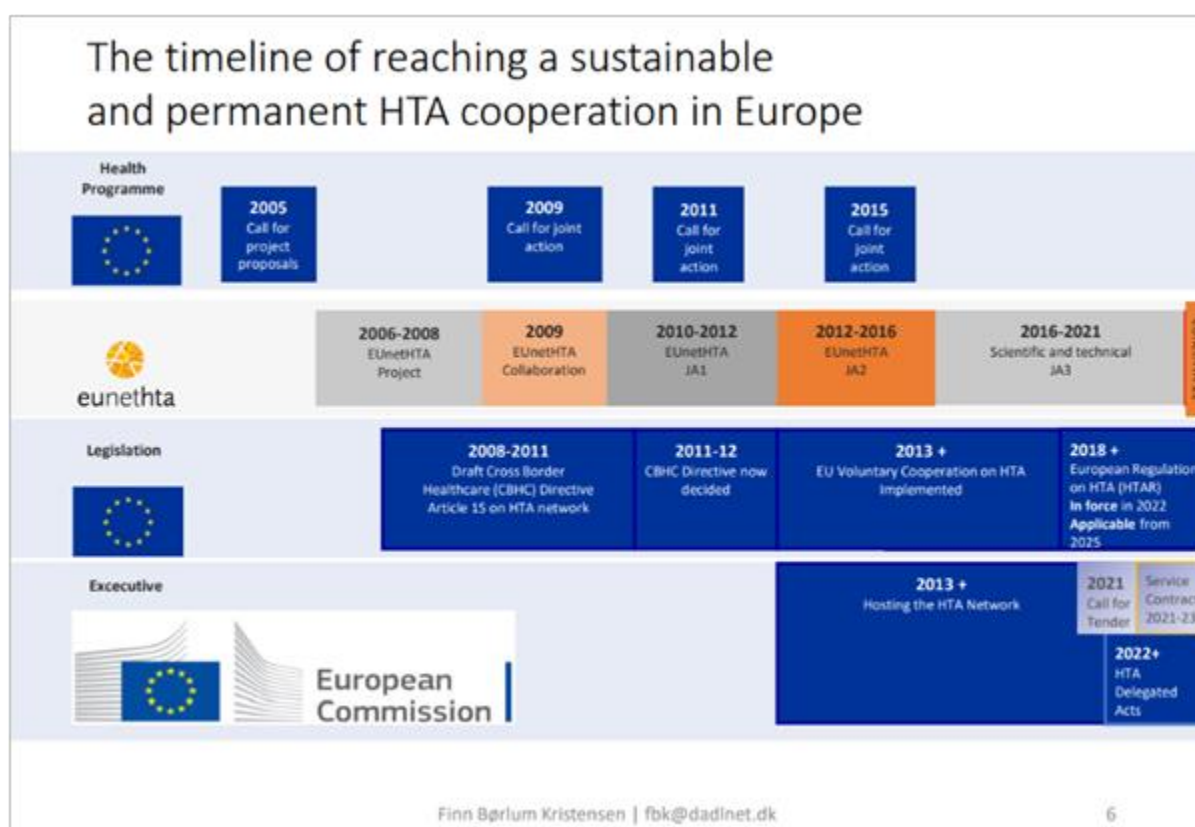 The timeline of reaching a sustainable
and permanent HTA cooperation in Europe
Health
Programme
2005
Call for
project
proposals
2009
Call for joint
action
2011
Call for
joint
action
2015
Call for
joint
action
eunethta
2006-2008
EUnetHTA
Project
2009
EUnetHTA
Collaboration
2010-2012
EUnetHTA
JA1
2012-2016
EUnetHTA
JA2
2016-2021
Scientific and technical
JA3
Legislation
2008-2011
Draft Cross Border
Healthcare (CBHC) Directive
Article 15 on HTA network
2011-12
CBHC Directive now
decided
2013 +
EU Voluntary Cooperation on HTA
Implemented
2018 +
European Regulation
on HTA (HTAR)
In force in 2022
Applicable from
2025
Excecutive
European
Commission
2013 +
Hosting the HTA Network
2021
Call for
Tender
Service
Contract
2021-23
2022+
HTA
Delegated
Acts
Finn Børlum Kristensen | fbk@dadlnet.dk
6